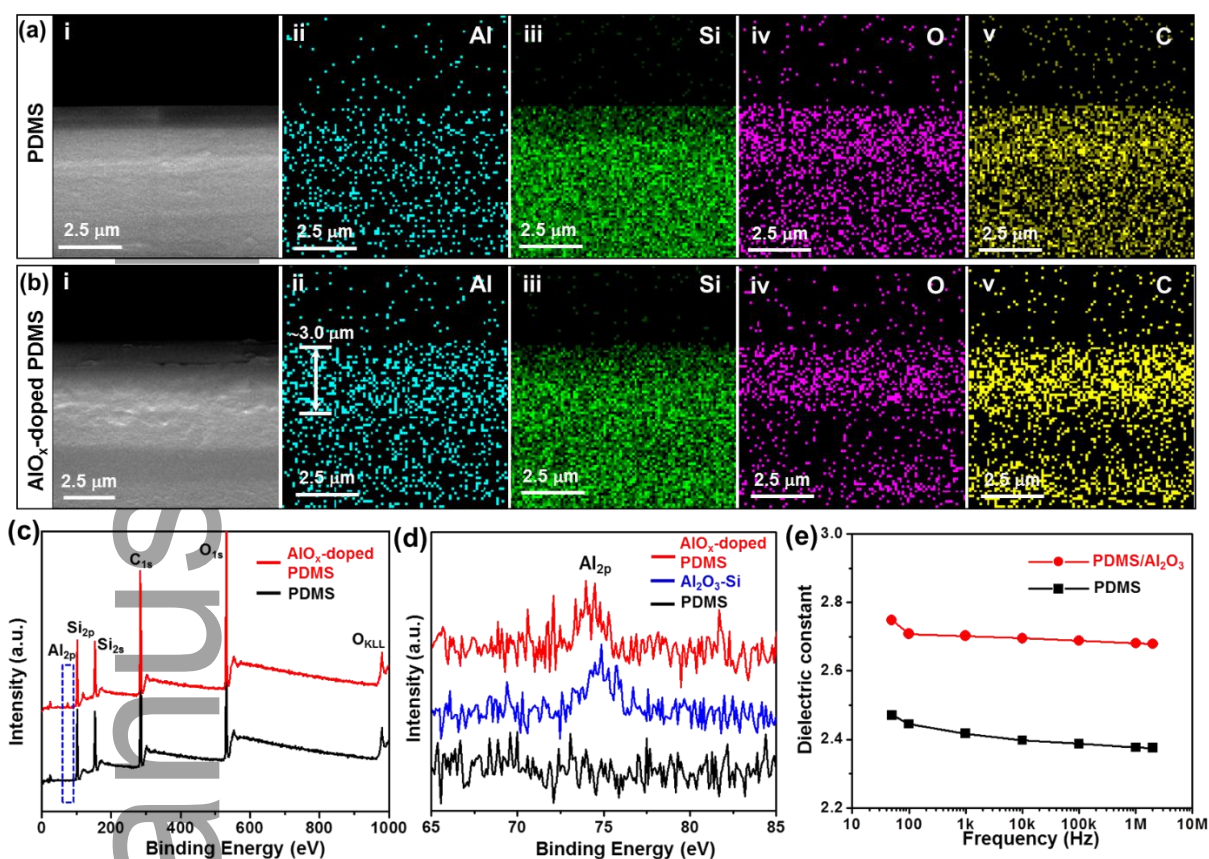 (a)
PDMS
i
ii
Al
iii
Si
iv
O
v
C
2.5 μm
2.5 μm
2.5 μm
2.5 μm
2.5 μm
(b)
AlOₓ-doped PDMS
i
ii
Al
iii
Si
iv
O
v
C
~3.0 μm
2.5 μm
2.5 μm
2.5 μm
2.5 μm
2.5 μm
(c)
Intensity (a.u.)
Al2p
Si2p
Si2s
C1s
O1s
OKLL
AlOₓ-doped
PDMS
PDMS
0 200 400 600 800 1000
Binding Energy (eV)
(d)
Intensity (a.u.)
Al2p
AlOₓ-doped
PDMS
Al₂O₃-Si
PDMS
65 70 75 80 85
Binding Energy (eV)
(e)
Dielectric constant
3.0
2.8
2.6
2.4
2.2
PDMS/Al₂O₃
PDMS
10 100 1k 10k 100k 1M 10M
Frequency (Hz)